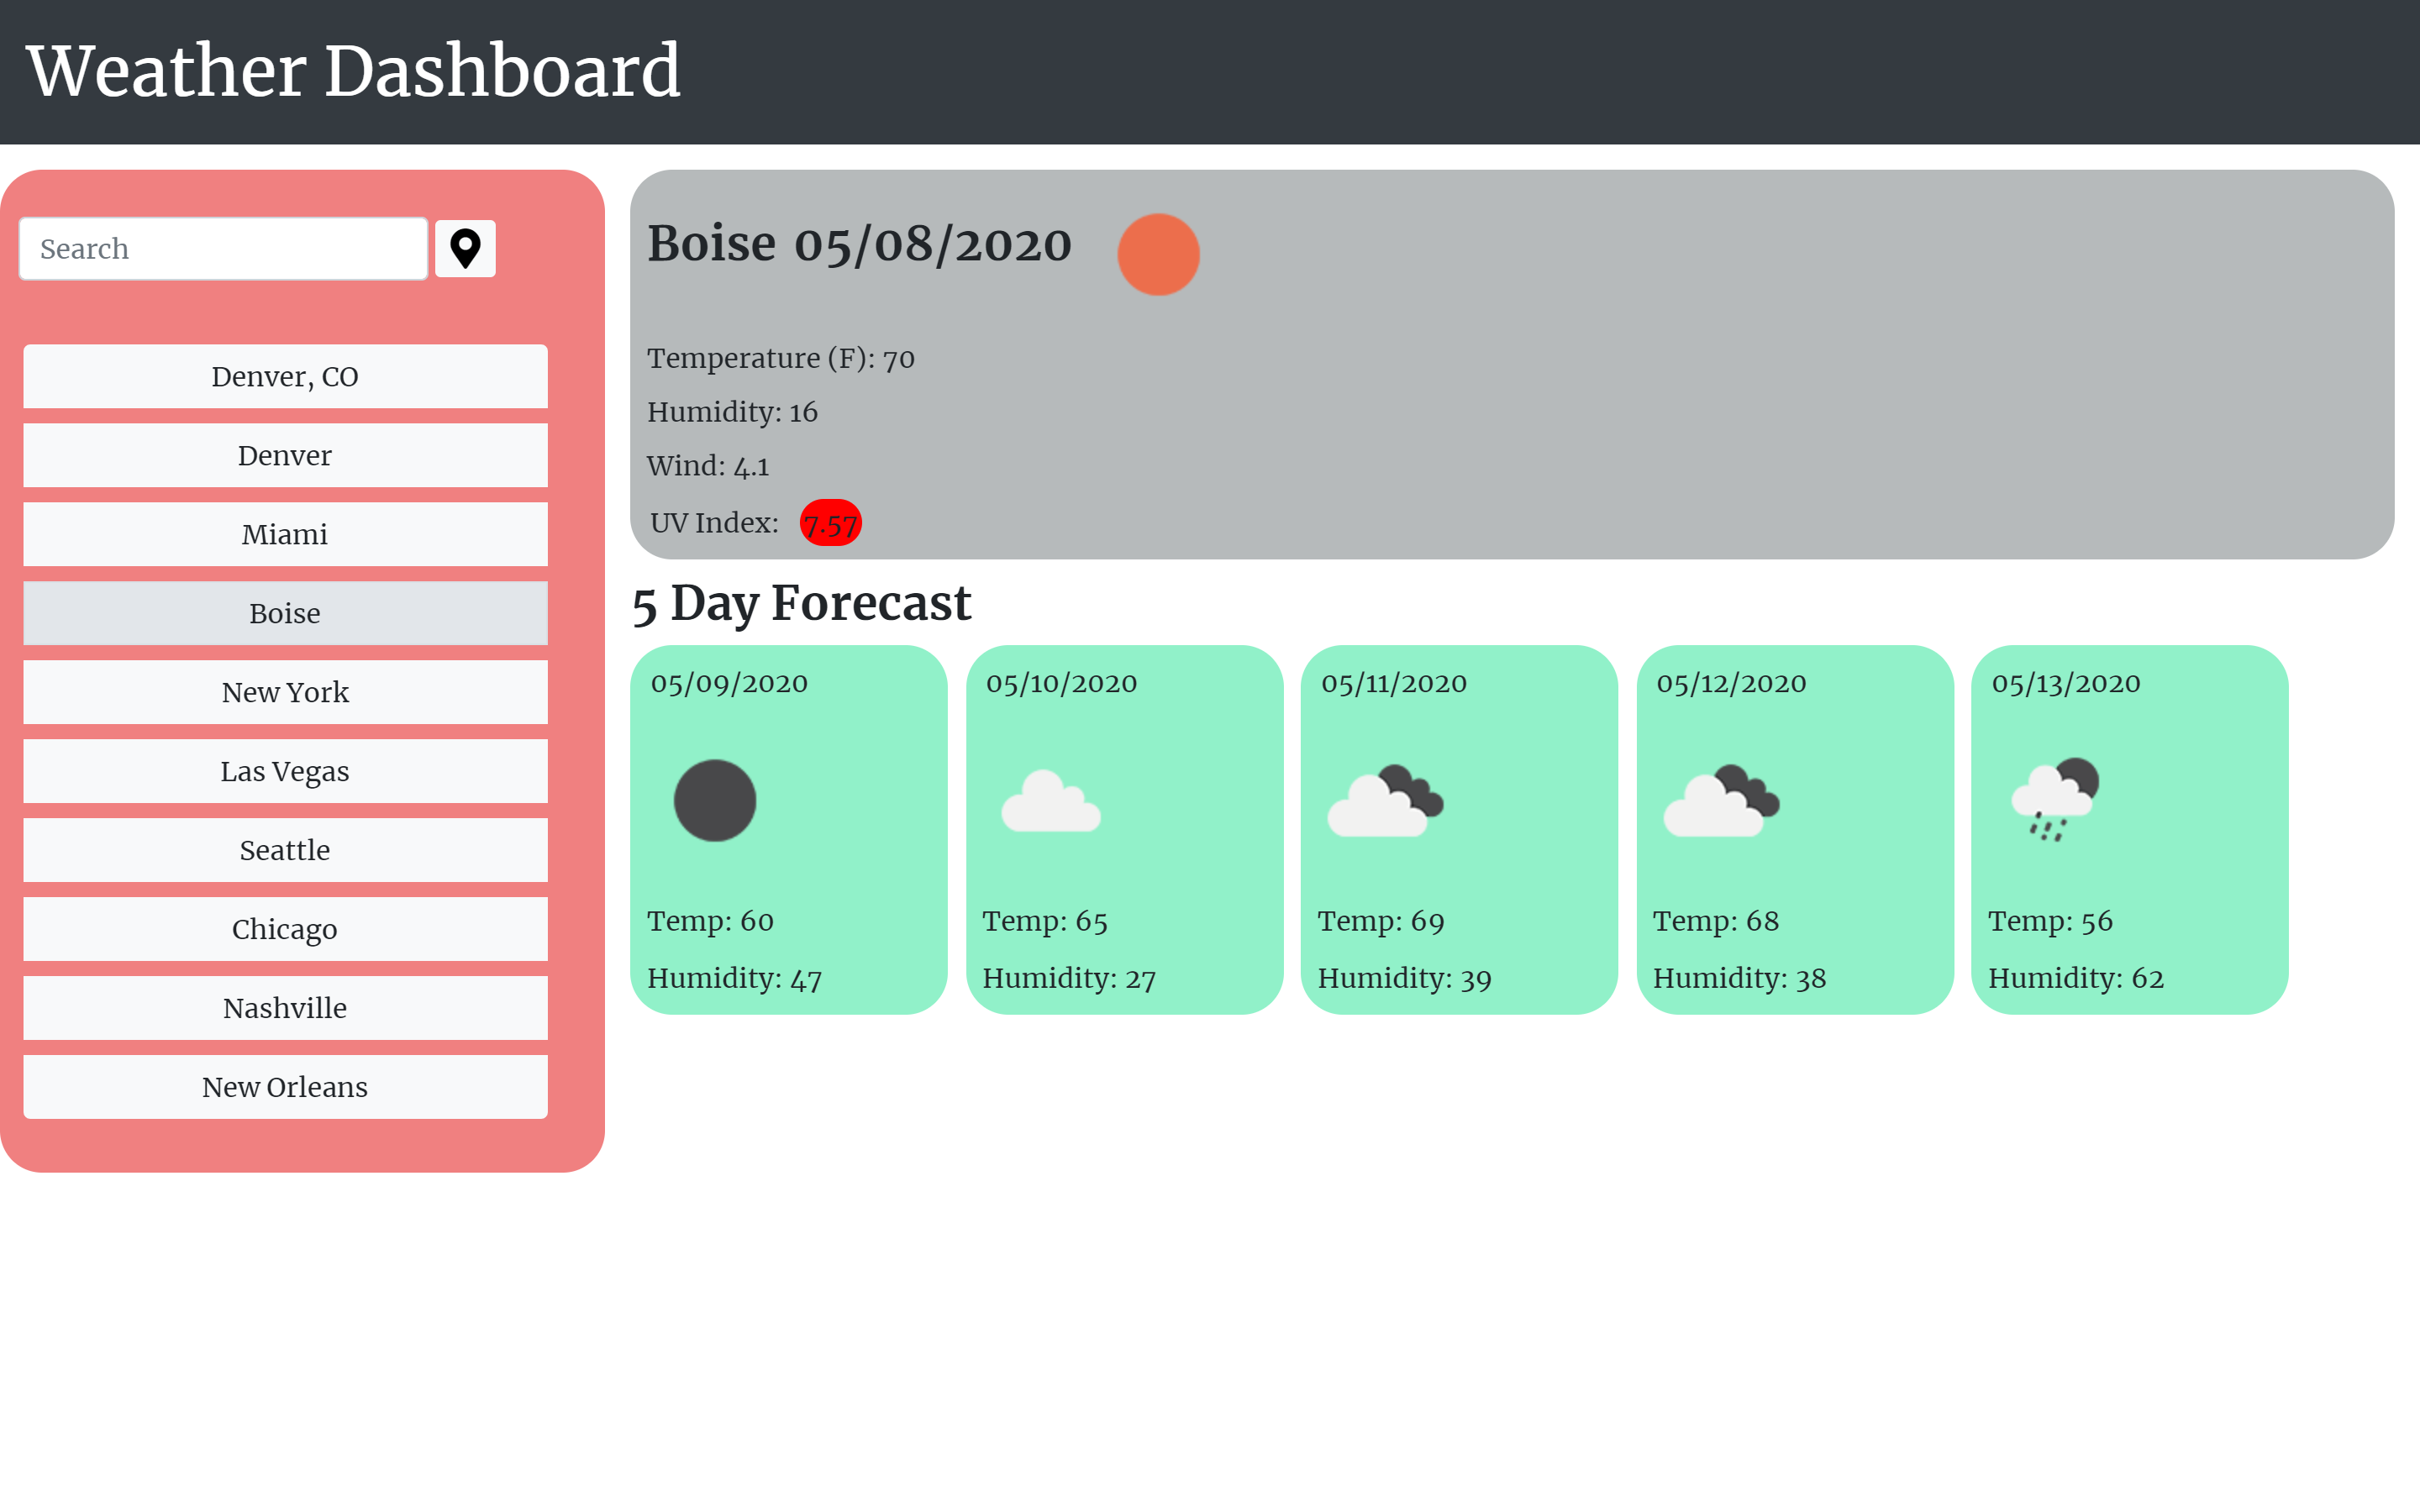 Weather Dashboard
Search
Denver, CO
Denver
Miami
Boise
New York
Las Vegas
Seattle
Chicago
Nashville
New Orleans
Boise 05/08/2020
Temperature (F): 70
Humidity: 16
Wind: 4.1
UV Index: 7.57
5 Day Forecast
05/09/2020
Temp: 60
Humidity: 47
05/10/2020
Temp: 65
Humidity: 27
05/11/2020
Temp: 69
Humidity: 39
05/12/2020
Temp: 68
Humidity: 38
05/13/2020
Temp: 56
Humidity: 62